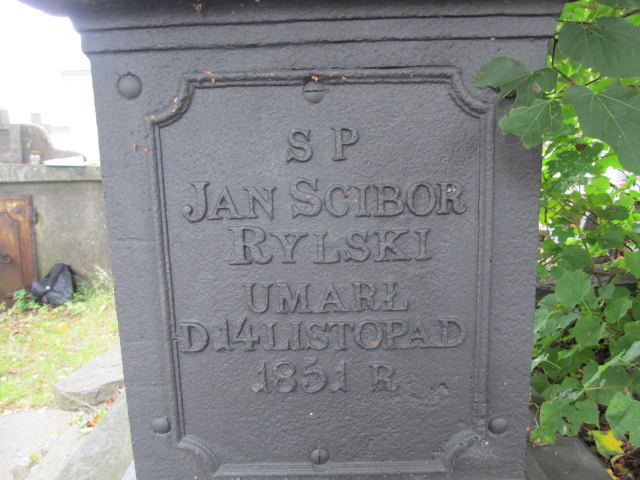 S P
JAN SCIBOR
RYLSKI
UMARŁ
D.14 LISTOPAD
1851 R